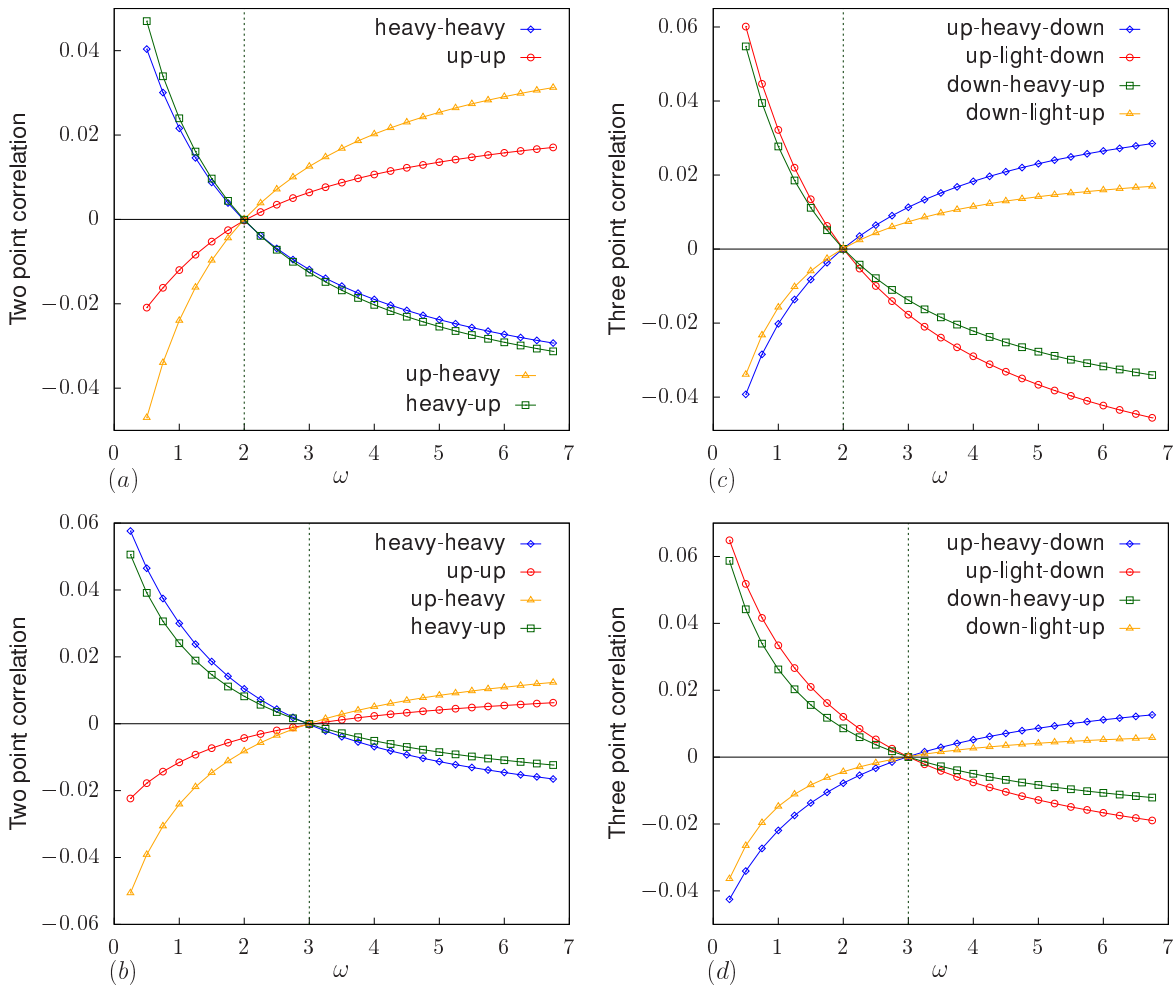 Two point correlation
0.04
0.02
0
−0.02
−0.04
heavy-heavy
up-up
up-heavy
heavy-up
0 1 2 3 4 5 6 7
(a)
ω
Three point correlation
0.06
0.04
0.02
0
−0.02
−0.04
up-heavy-down
up-light-down
down-heavy-up
down-light-up
0 1 2 3 4 5 6 7
(c)
ω
Two point correlation
0.06
0.04
0.02
0
−0.02
−0.04
−0.06
heavy-heavy
up-up
up-heavy
heavy-up
0 1 2 3 4 5 6 7
(b)
ω
Three point correlation
0.06
0.04
0.02
0
−0.02
−0.04
up-heavy-down
up-light-down
down-heavy-up
down-light-up
0 1 2 3 4 5 6 7
(d)
ω